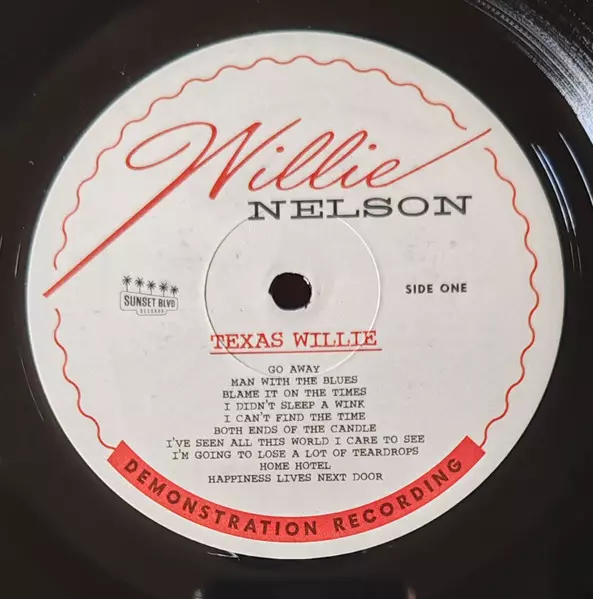 Willie
NELSON
SUNSET BLVD
RECORDS
SIDE ONE
TEXAS WILLIE
GO AWAY
MAN WITH THE BLUES
BLAME IT ON THE TIMES
I DIDN'T SLEEP A WINK
I CAN'T FIND THE TIME
BOTH ENDS OF THE CANDLE
I'VE SEEN ALL THIS WORLD I CARE TO SEE
I'M GOING TO LOSE A LOT OF TEARDROPS
HOME HOTEL
HAPPINESS LIVES NEXT DOOR
DEMONSTRATION RECORDING